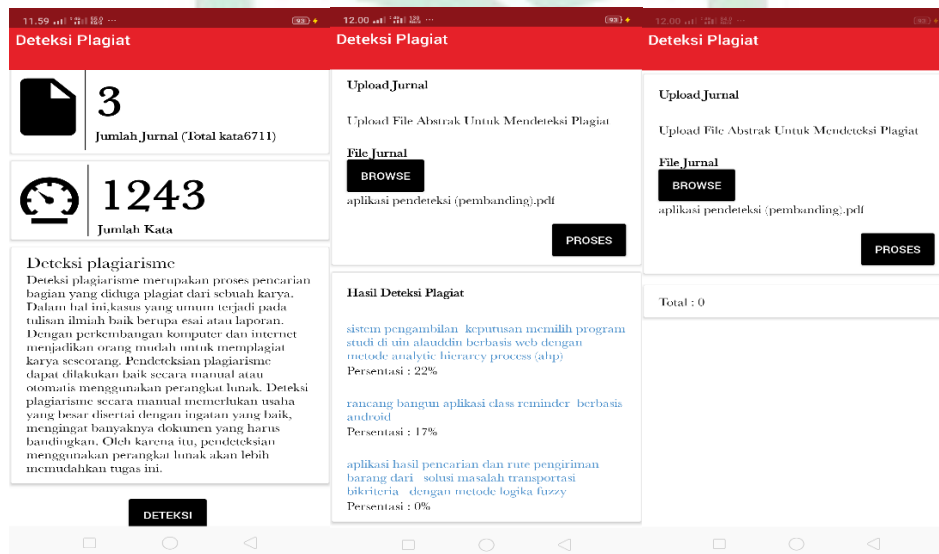 11.59
93
Deteksi Plagiat
3
Jumlah Jurnal (Total kata6711)
1243
Jumlah Kata
Deteksi plagiarisme
Deteksi plagiarisme merupakan proses pencarian
bagian yang diduga plagiat dari sebuah karya.
Dalam hal ini,kasus yang umum terjadi pada
tulisan ilmiah baik berupa esai atau laporan.
Dengan perkembangan komputer dan internet
menjadikan orang mudah untuk memplagiat
karya seseorang. Pendeteksian plagiarisme
dapat dilakukan baik secara manual atau
otomatis menggunakan perangkat lunak. Deteksi
plagiarisme secara manual memerlukan usaha
yang besar disertai dengan ingatan yang baik,
mengingat banyaknya dokumen yang harus
bandingkan. Oleh karena itu, pendeteksian
menggunakan perangkat lunak akan lebih
memudahkan tugas ini.
DETEKSI
12.00
93
Deteksi Plagiat
Upload Jurnal
Upload File Abstrak Untuk Mendeteksi Plagiat
File Jurnal
BROWSE
aplikasi pendeteksi (pembanding).pdf
PROSES
Hasil Deteksi Plagiat
sistem pengambilan keputusan memilih program
studi di uin alauddin berbasis web dengan
metode analytic hierarcy process (ahp)
Persentasi : 22%
rancang bangun aplikasi class reminder berbasis
android
Persentasi : 17%
aplikasi hasil pencarian dan rute pengiriman
barang dari solusi masalah transportasi
bikriteria dengan metode logika fuzzy
Persentasi : 0%
12.00
Deteksi Plagiat
Upload Jurnal
Upload File Abstrak Untuk Mendeteksi Plagiat
File Jurnal
BROWSE
aplikasi pendeteksi (pembanding).pdf
PROSES
Total : 0